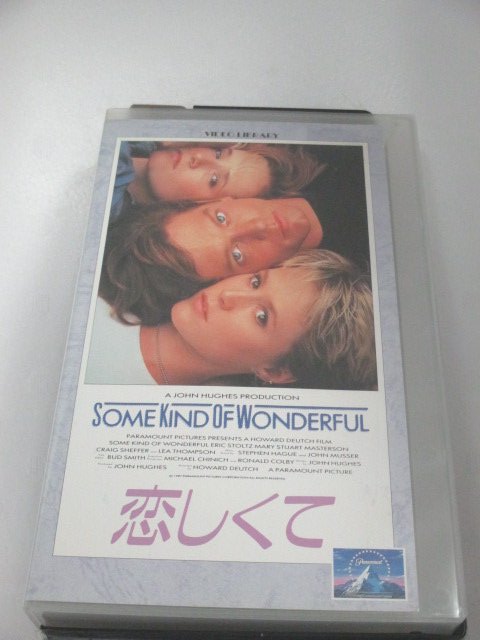 VIDEO LIBRARY
A JOHN HUGHES PRODUCTION
SOME KIND OF WONDERFUL
PARAMOUNT PICTURES PRESENTS A HOWARD DEUTCH FILM
SOME KIND OF WONDERFUL ERIC STOLTZ MARY STUART MASTERSON
CRAIG SHEFFER LEA THOMPSON STEPHEN HAGUE JOHN MUSSER
BUD SMITH MICHAEL CHINICH RONALD COLBY JOHN HUGHES
JOHN HUGHES HOWARD DEUTCH A PARAMOUNT PICTURE
恋しくて
Paramount